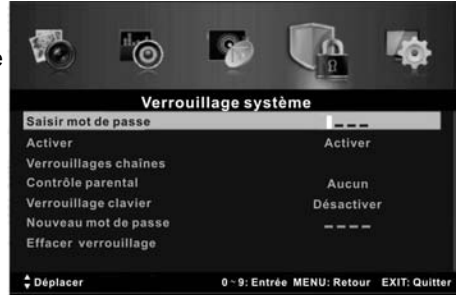 e
Verrouillage système
Saisir mot de passe _ _ _
Activer Activer
Verrouillages chaînes
Contrôle parental Aucun
Verrouillage clavier Désactiver
Nouveau mot de passe _ _ _ _
Effacer verrouillage
Déplacer 0~9: Entrée MENU: Retour EXIT: Quitter